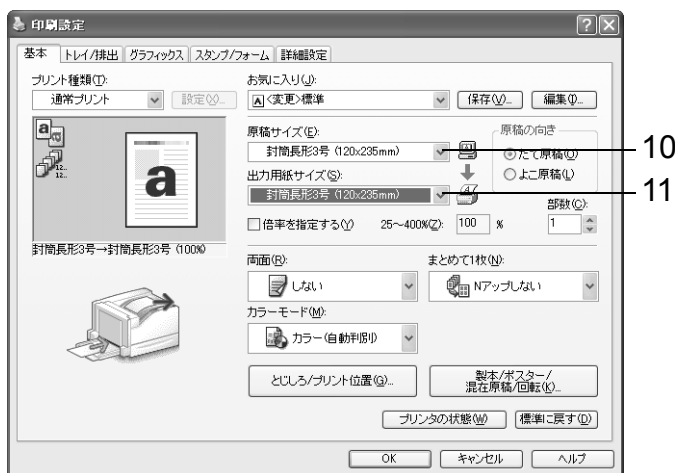 印刷設定
基本 トレイ/排出 グラフィックス スタンプ/フォーム 詳細設定
プリント種類(T):
通常プリント 設定(X)...
お気に入り(J):
A <変更>標準 保存(V)... 編集(I)...
原稿サイズ(E):
封筒長形3号 (120x235mm)
10
出力用紙サイズ(S):
封筒長形3号 (120x235mm)
11
原稿の向き
たて原稿(O)
よこ原稿(L)
部数(C):
1
倍率を指定する(Y) 25～400%(Z): 100 %
a
封筒長形3号→封筒長形3号 (100%)
両面(R):
しない
まとめて1枚(N):
Nアップしない
カラーモード(M):
カラー(自動判別)
とじしろ/プリント位置(G)...
製本/ポスター/
混在原稿/回転(K)...
プリンタの状態(W) 標準に戻す(D)
OK キャンセル ヘルプ